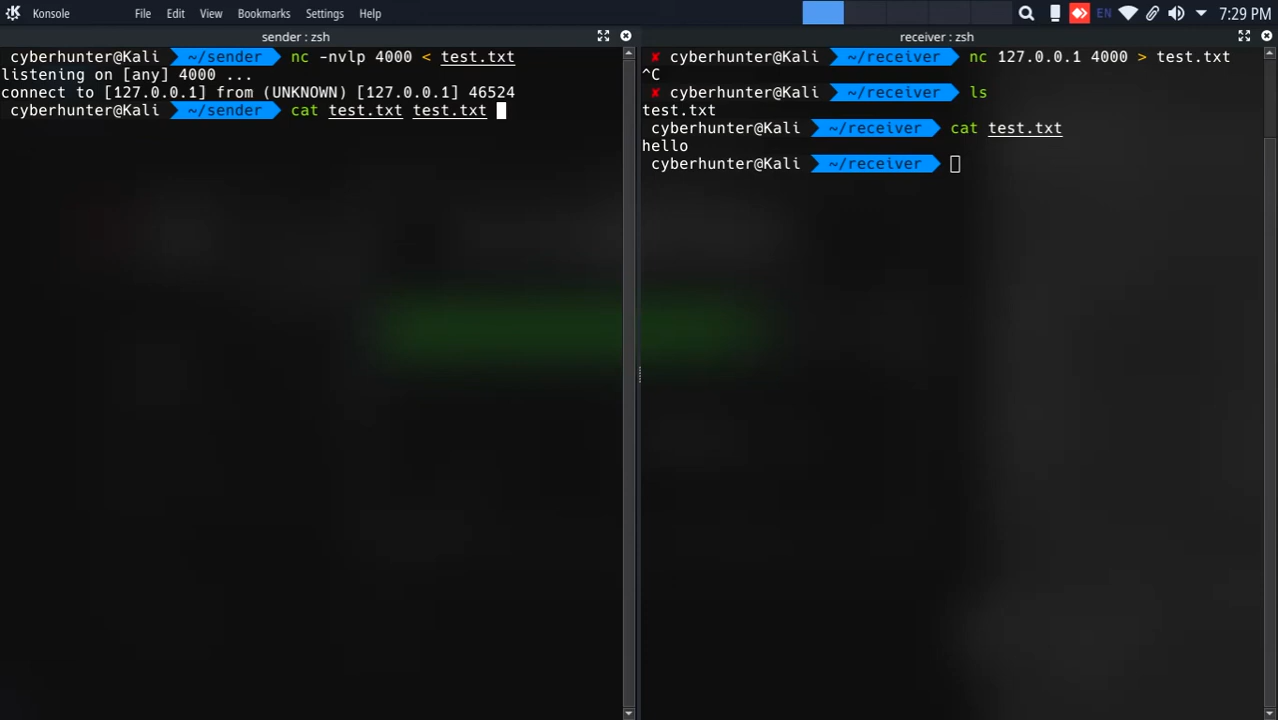 Konsole File Edit View Bookmarks Settings Help EN 7:29 PM
sender : zsh
cyberhunter@Kali ~/sender nc -nvlp 4000 < test.txt
listening on [any] 4000 ...
connect to [127.0.0.1] from (UNKNOWN) [127.0.0.1] 46524
cyberhunter@Kali ~/sender cat test.txt test.txt
receiver : zsh
✘ cyberhunter@Kali ~/receiver nc 127.0.0.1 4000 > test.txt
^C
✘ cyberhunter@Kali ~/receiver ls
test.txt
cyberhunter@Kali ~/receiver cat test.txt
hello
cyberhunter@Kali ~/receiver